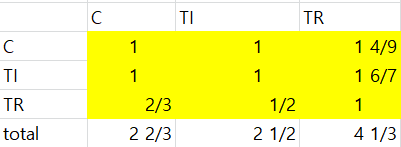 C TI TR
C 1 1 1 4/9
TI 1 1 1 6/7
TR 2/3 1/2 1
total 2 2/3 2 1/2 4 1/3